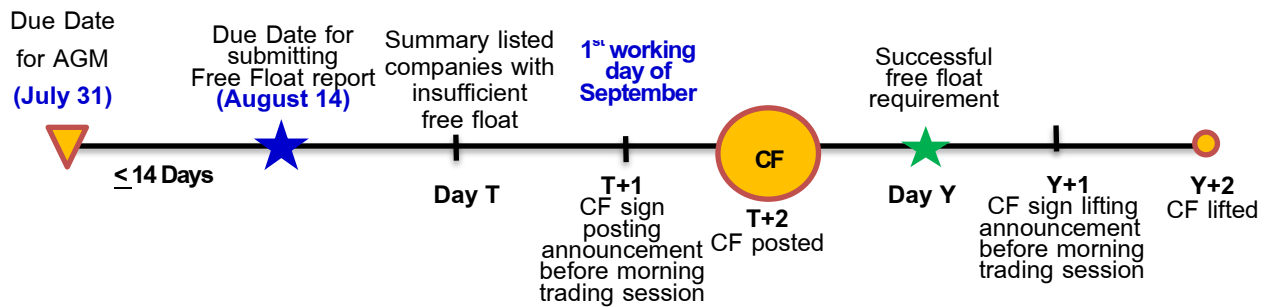 Due Date
for AGM
(July 31)
Due Date for
submitting
Free Float report
(August 14)
Summary listed
companies with
insufficient
free float
1st working
day of
September
Successful
free float
requirement
< 14 Days
Day T
T+1
CF sign
posting
announcement
before morning
trading session
CF
T+2
CF posted
Day Y
Y+1
CF sign lifting
announcement
before morning
trading session
Y+2
CF lifted